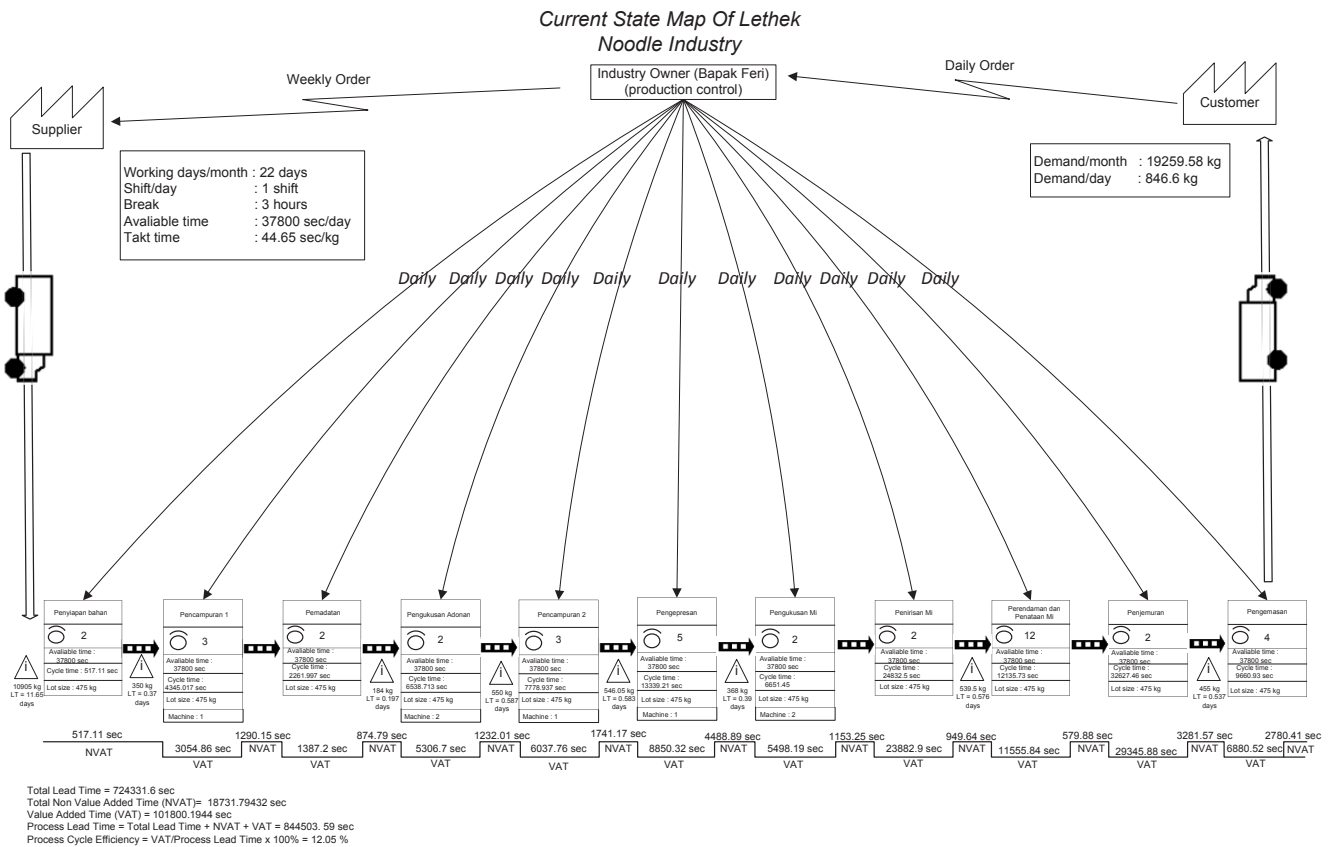 Current State Map Of Lethek
Noodle Industry
Weekly Order
Industry Owner (Bapak Feri)
(production control)
Daily Order
Supplier
Customer
Working days/month : 22 days
Shift/day : 1 shift
Break : 3 hours
Avaliable time : 37800 sec/day
Takt time : 44.65 sec/kg
Demand/month : 19259.58 kg
Demand/day : 846.6 kg
Daily Daily Daily Daily Daily Daily Daily Daily Daily Daily
Penyiapan bahan
2
Avaliable time :
37800 sec
Cycle time : 517.11 sec
Lot size : 475 kg
Pencampuran 1
3
Avaliable time :
37800 sec
Cycle time :
4345.017 sec
Lot size : 475 kg
Machine : 1
Pemadatan
2
Avaliable time :
37800 sec
Cycle time :
2261.997 sec
Lot size : 475 kg
Pengukusan Adonan
2
Avaliable time :
37800 sec
Cycle time :
6538.713 sec
Lot size : 475 kg
Machine : 2
Pencampuran 2
3
Avaliable time :
37800 sec
Cycle time :
7778.937 sec
Lot size : 475 kg
Machine : 1
Pengepresan
5
Avaliable time :
37800 sec
Cycle time :
13339.21 sec
Lot size : 475 kg
Machine : 1
Pengukusan Mi
2
Avaliable time :
37800 sec
Cycle time :
6651.45
Lot size : 475 kg
Machine : 2
Penirisan Mi
2
Avaliable time :
37800 sec
Cycle time :
24832.5 sec
Lot size : 475 kg
Perendaman dan
Penataan Mi
12
Avaliable time :
37800 sec
Cycle time :
12135.73 sec
Lot size : 475 kg
Penjemuran
2
Avaliable time :
37800 sec
Cycle time :
32627.46 sec
Lot size : 475 kg
Pengemasan
4
Avaliable time :
37800 sec
Cycle time :
9660.93 sec
Lot size : 475 kg
i
10905 kg
LT = 11.65
days
i
350 kg
LT = 0.37
days
i
184 kg
LT = 0.197
days
i
550 kg
LT = 0.587
days
i
546.05 kg
LT = 0.583
days
i
368 kg
LT = 0.39
days
i
539.5 kg
LT = 0.576
days
i
455 kg
LT = 0.537
days
517.11 sec 1290.15 sec 874.79 sec 1232.01 sec 1741.17 sec 4488.89 sec 1153.25 sec 949.64 sec 579.88 sec 3281.57 sec 2780.41 sec
NVAT NVAT NVAT NVAT NVAT NVAT NVAT NVAT NVAT NVAT NVAT
3054.86 sec 1387.2 sec 5306.7 sec 6037.76 sec 8850.32 sec 5498.19 sec 23882.9 sec 11555.84 sec 29345.88 sec 6880.52 sec
VAT VAT VAT VAT VAT VAT VAT VAT VAT VAT
Total Lead Time = 724331.6 sec
Total Non Value Added Time (NVAT)= 18731.79432 sec
Value Added Time (VAT) = 101800.1944 sec
Process Lead Time = Total Lead Time + NVAT + VAT = 844503. 59 sec
Process Cycle Efficiency = VAT/Process Lead Time x 100% = 12.05 %